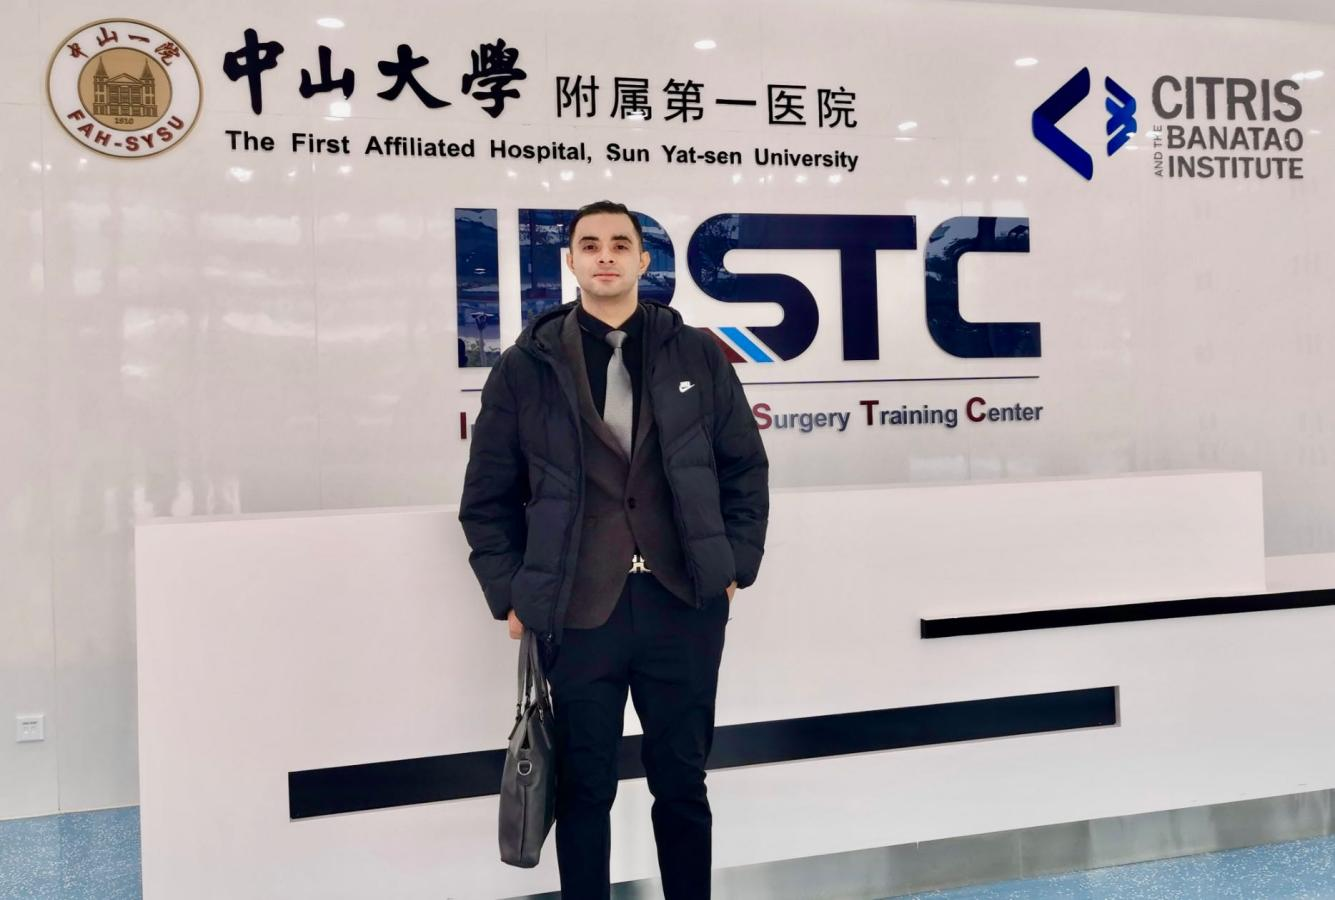 中山一院
1910
FAH-SYSU
中山大學 附属第一医院
The First Affiliated Hospital, Sun Yat-sen University
CITRIS
AND THE
BANATAO
INSTITUTE
IRSTC
Surgery Training Center